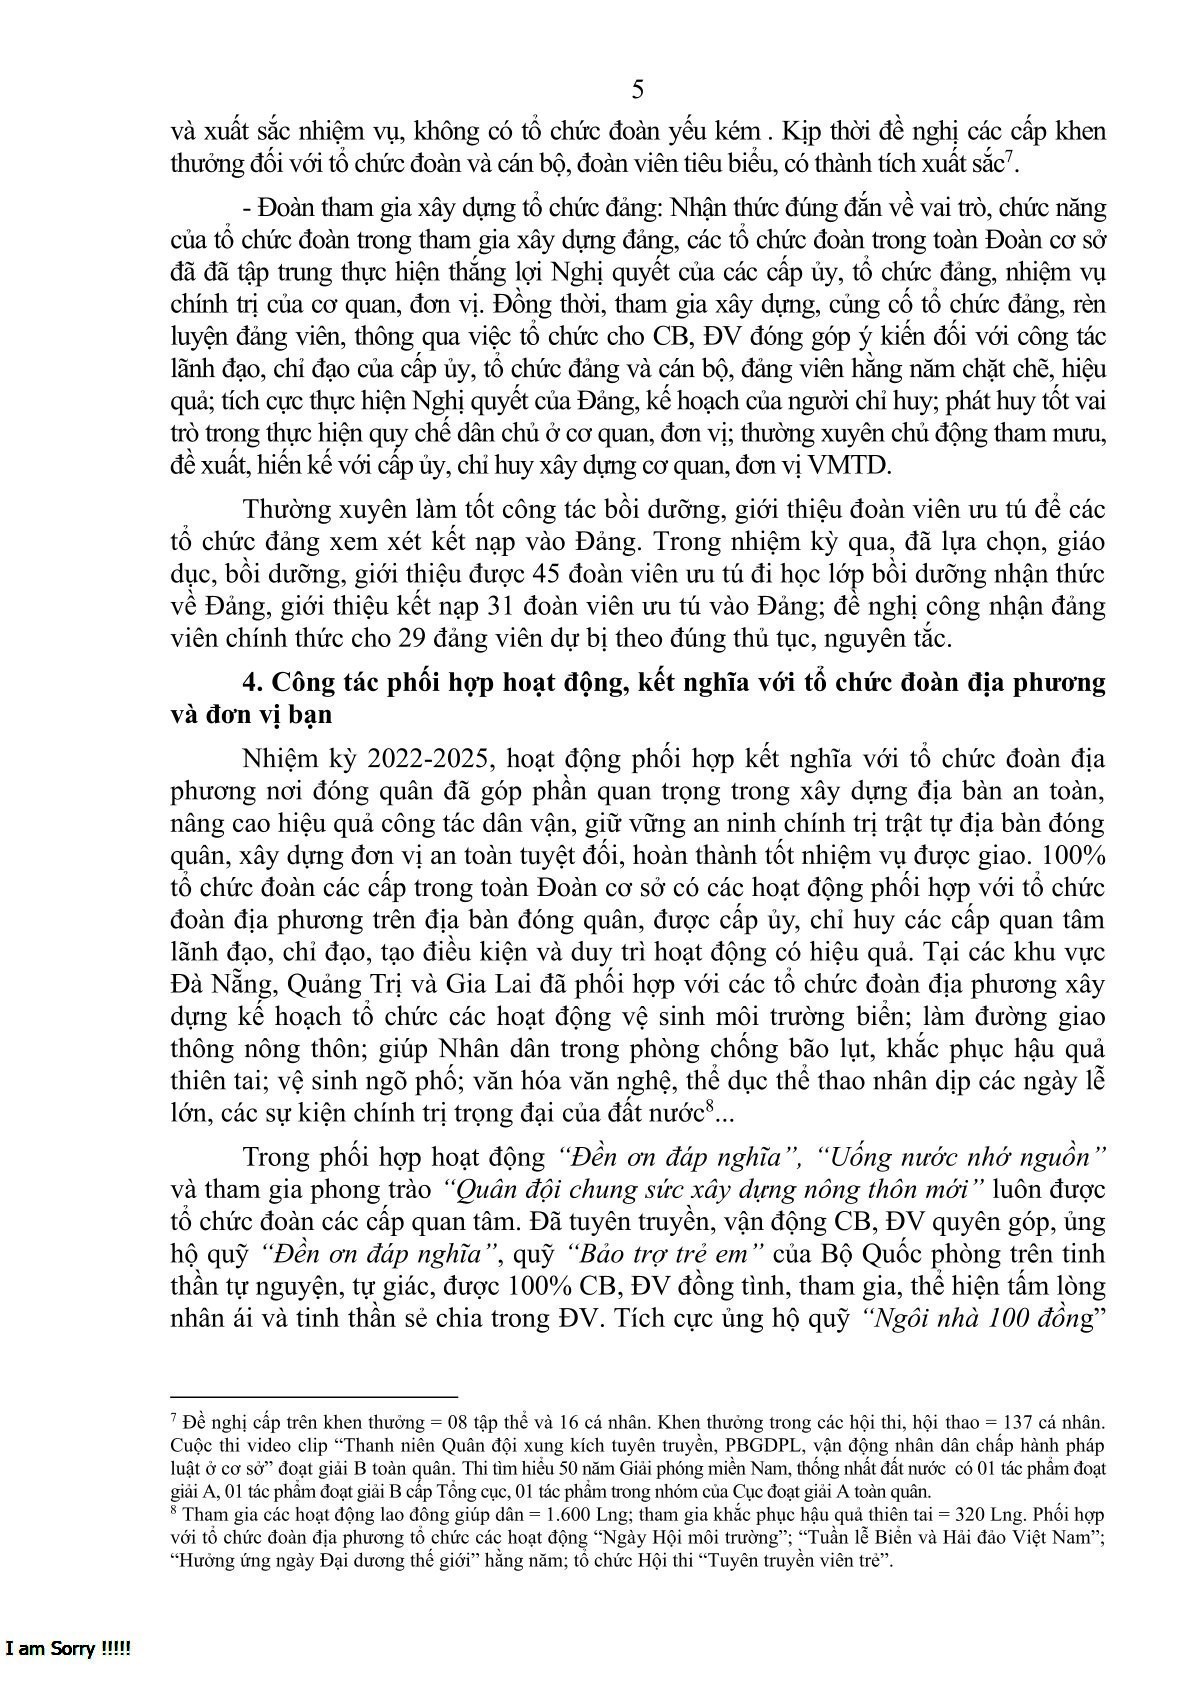 5
và xuất sắc nhiệm vụ, không có tổ chức đoàn yếu kém . Kịp thời đề nghị các cấp khen
thưởng đối với tổ chức đoàn và cán bộ, đoàn viên tiêu biểu, có thành tích xuất sắc⁷.
- Đoàn tham gia xây dựng tổ chức đảng: Nhận thức đúng đắn về vai trò, chức năng
của tổ chức đoàn trong tham gia xây dựng đảng, các tổ chức đoàn trong toàn Đoàn cơ sở
đã đã tập trung thực hiện thắng lợi Nghị quyết của các cấp ủy, tổ chức đảng, nhiệm vụ
chính trị của cơ quan, đơn vị. Đồng thời, tham gia xây dựng, củng cố tổ chức đảng, rèn
luyện đảng viên, thông qua việc tổ chức cho CB, ĐV đóng góp ý kiến đối với công tác
lãnh đạo, chỉ đạo của cấp ủy, tổ chức đảng và cán bộ, đảng viên hằng năm chặt chẽ, hiệu
quả; tích cực thực hiện Nghị quyết của Đảng, kế hoạch của người chỉ huy; phát huy tốt vai
trò trong thực hiện quy chế dân chủ ở cơ quan, đơn vị; thường xuyên chủ động tham mưu,
đề xuất, hiến kế với cấp ủy, chỉ huy xây dựng cơ quan, đơn vị VMTD.
Thường xuyên làm tốt công tác bồi dưỡng, giới thiệu đoàn viên ưu tú để các
tổ chức đảng xem xét kết nạp vào Đảng. Trong nhiệm kỳ qua, đã lựa chọn, giáo
dục, bồi dưỡng, giới thiệu được 45 đoàn viên ưu tú đi học lớp bồi dưỡng nhận thức
về Đảng, giới thiệu kết nạp 31 đoàn viên ưu tú vào Đảng; đề nghị công nhận đảng
viên chính thức cho 29 đảng viên dự bị theo đúng thủ tục, nguyên tắc.
4. Công tác phối hợp hoạt động, kết nghĩa với tổ chức đoàn địa phương
và đơn vị bạn
Nhiệm kỳ 2022-2025, hoạt động phối hợp kết nghĩa với tổ chức đoàn địa
phương nơi đóng quân đã góp phần quan trọng trong xây dựng địa bàn an toàn,
nâng cao hiệu quả công tác dân vận, giữ vững an ninh chính trị trật tự địa bàn đóng
quân, xây dựng đơn vị an toàn tuyệt đối, hoàn thành tốt nhiệm vụ được giao. 100%
tổ chức đoàn các cấp trong toàn Đoàn cơ sở có các hoạt động phối hợp với tổ chức
đoàn địa phương trên địa bàn đóng quân, được cấp ủy, chỉ huy các cấp quan tâm
lãnh đạo, chỉ đạo, tạo điều kiện và duy trì hoạt động có hiệu quả. Tại các khu vực
Đà Nẵng, Quảng Trị và Gia Lai đã phối hợp với các tổ chức đoàn địa phương xây
dựng kế hoạch tổ chức các hoạt động vệ sinh môi trường biển; làm đường giao
thông nông thôn; giúp Nhân dân trong phòng chống bão lụt, khắc phục hậu quả
thiên tai; vệ sinh ngõ phố; văn hóa văn nghệ, thể dục thể thao nhân dịp các ngày lễ
lớn, các sự kiện chính trị trọng đại của đất nước⁸...
Trong phối hợp hoạt động “Đền ơn đáp nghĩa”, “Uống nước nhớ nguồn”
và tham gia phong trào “Quân đội chung sức xây dựng nông thôn mới” luôn được
tổ chức đoàn các cấp quan tâm. Đã tuyên truyền, vận động CB, ĐV quyên góp, ủng
hộ quỹ “Đền ơn đáp nghĩa”, quỹ “Bảo trợ trẻ em” của Bộ Quốc phòng trên tinh
thần tự nguyện, tự giác, được 100% CB, ĐV đồng tình, tham gia, thể hiện tấm lòng
nhân ái và tinh thần sẻ chia trong ĐV. Tích cực ủng hộ quỹ “Ngôi nhà 100 đồng”
⁷ Đề nghị cấp trên khen thưởng = 08 tập thể và 16 cá nhân. Khen thưởng trong các hội thi, hội thao = 137 cá nhân.
Cuộc thi video clip “Thanh niên Quân đội xung kích tuyên truyền, PBGDPL, vận động nhân dân chấp hành pháp
luật ở cơ sở” đoạt giải B toàn quân. Thi tìm hiểu 50 năm Giải phóng miền Nam, thống nhất đất nước có 01 tác phẩm đoạt
giải A, 01 tác phẩm đoạt giải B cấp Tổng cục, 01 tác phẩm trong nhóm của Cục đoạt giải A toàn quân.
⁸ Tham gia các hoạt động lao động giúp dân = 1.600 Lng; tham gia khắc phục hậu quả thiên tai = 320 Lng. Phối hợp
với tổ chức đoàn địa phương tổ chức các hoạt động “Ngày Hội môi trường”; “Tuần lễ Biển và Hải đảo Việt Nam”;
“Hưởng ứng ngày Đại dương thế giới” hằng năm; tổ chức Hội thi “Tuyên truyền viên trẻ”.
I am Sorry !!!!!